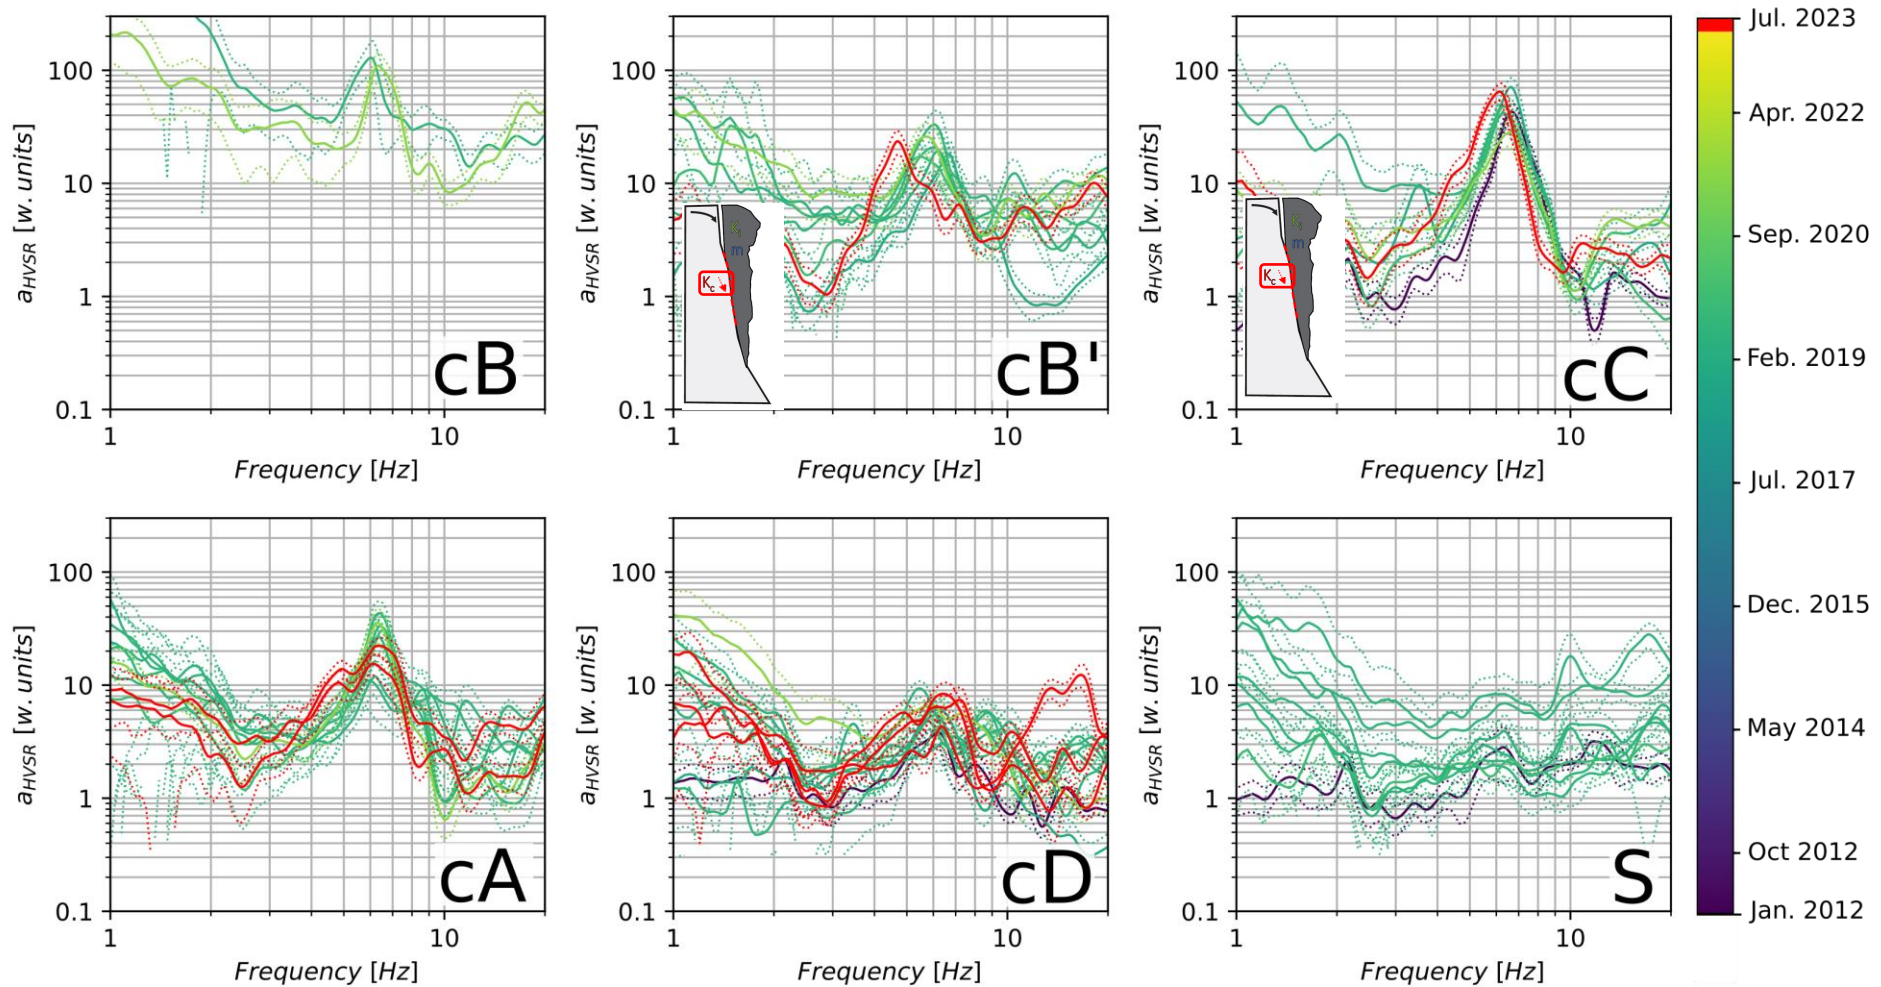 100
10
1
0.1
1
10
a_HVSR [w. units]
Frequency [Hz]
cB
100
10
1
0.1
1
10
a_HVSR [w. units]
Frequency [Hz]
K_i
m
K_c
cB'
100
10
1
0.1
1
10
a_HVSR [w. units]
Frequency [Hz]
K_i
m
K_c
cC
100
10
1
0.1
1
10
a_HVSR [w. units]
Frequency [Hz]
cA
100
10
1
0.1
1
10
a_HVSR [w. units]
Frequency [Hz]
cD
100
10
1
0.1
1
10
a_HVSR [w. units]
Frequency [Hz]
S
Jul. 2023
Apr. 2022
Sep. 2020
Feb. 2019
Jul. 2017
Dec. 2015
May 2014
Oct 2012
Jan. 2012